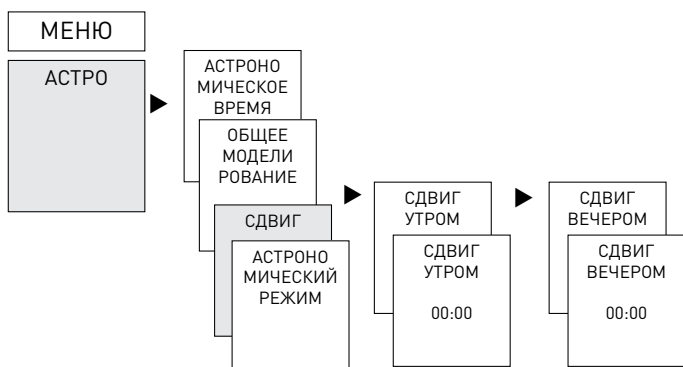 МЕНЮ
АСТРО
АСТРОНО
МИЧЕСКОЕ
ВРЕМЯ
ОБЩЕЕ
МОДЕЛИ
РОВАНИЕ
СДВИГ
АСТРОНО
МИЧЕСКИЙ
РЕЖИМ
СДВИГ
УТРОМ
СДВИГ
УТРОМ
00:00
СДВИГ
ВЕЧЕРОМ
СДВИГ
ВЕЧЕРОМ
00:00